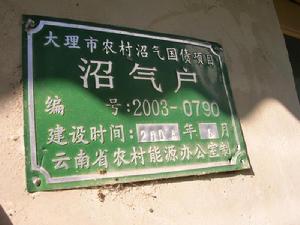 大理市农村沼气国债项目
沼气户
编 号:2003-0790
建设时间:200 年 月
云南省农村能源办公室制